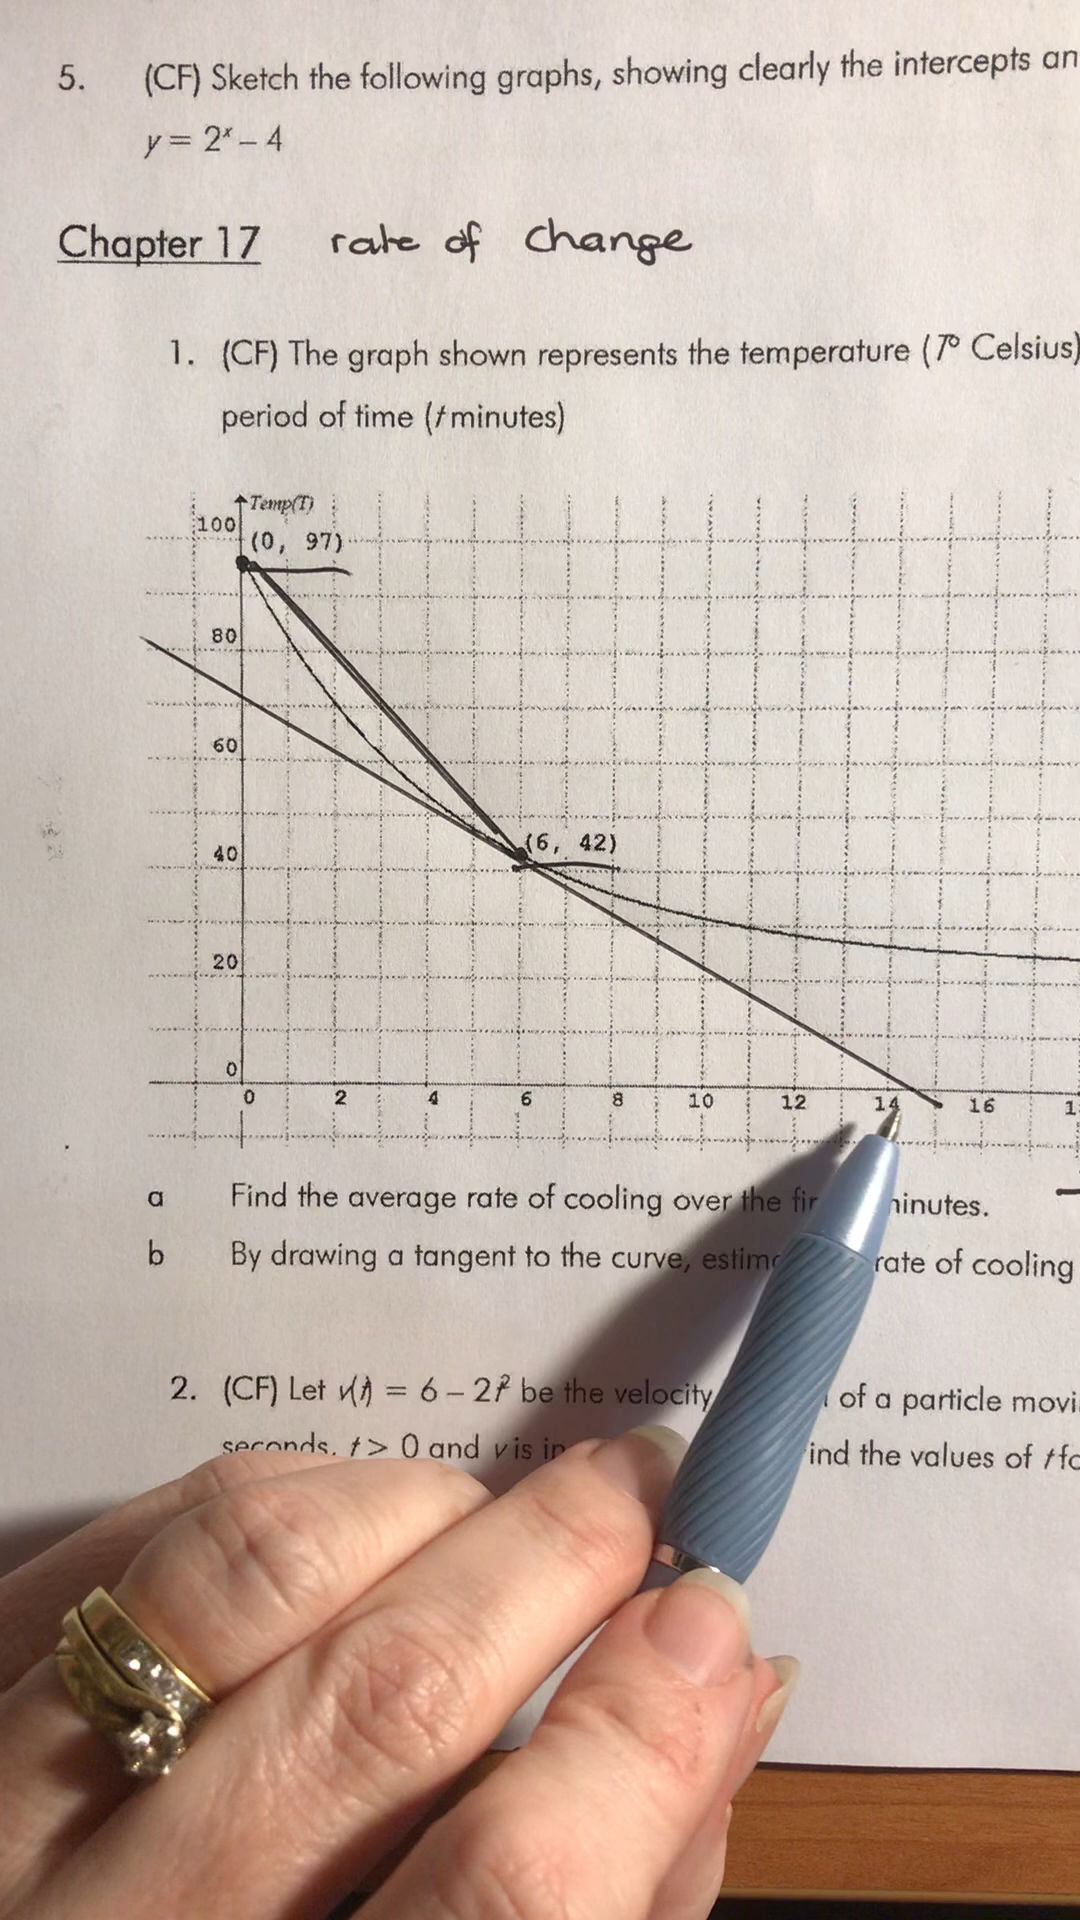 5. (CF) Sketch the following graphs, showing clearly the intercepts an
y = 2ˣ – 4
Chapter 17 rate of change
1. (CF) The graph shown represents the temperature (T° Celsius)
period of time (t minutes)
Temp(T)
100
(0, 97)
80
60
(6, 42)
40
20
0
0 2 4 6 8 10 12 14 16 1
a Find the average rate of cooling over the inutes.
b By drawing a tangent to the curve, rate of cooling
2. (CF) Let v(t) = 6 – 2t² be the velocity of a particle movi
seconds, t > 0 and v is in ind the values of t fo